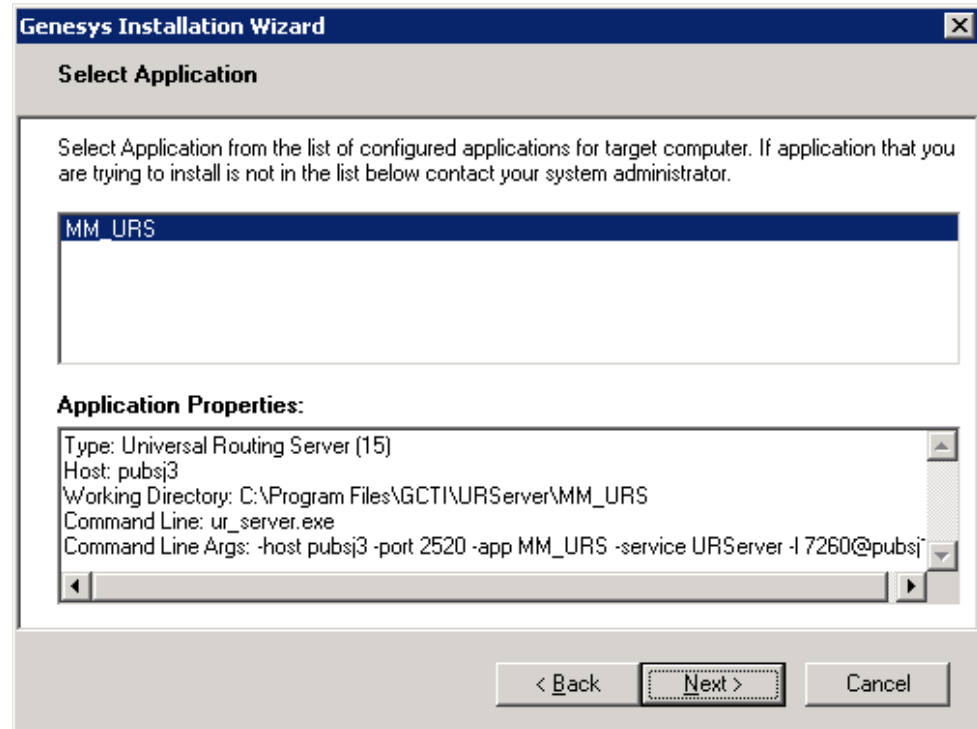 Genesys Installation Wizard
Select Application
Select Application from the list of configured applications for target computer. If application that you
are trying to install is not in the list below contact your system administrator.
MM_URS
Application Properties:
Type: Universal Routing Server (15)
Host: pubsj3
Working Directory: C:\Program Files\GCTI\URServer\MM_URS
Command Line: ur_server.exe
Command Line Args: -host pubsj3 -port 2520 -app MM_URS -service URServer -l 7260@pubsj
< Back
Next >
Cancel